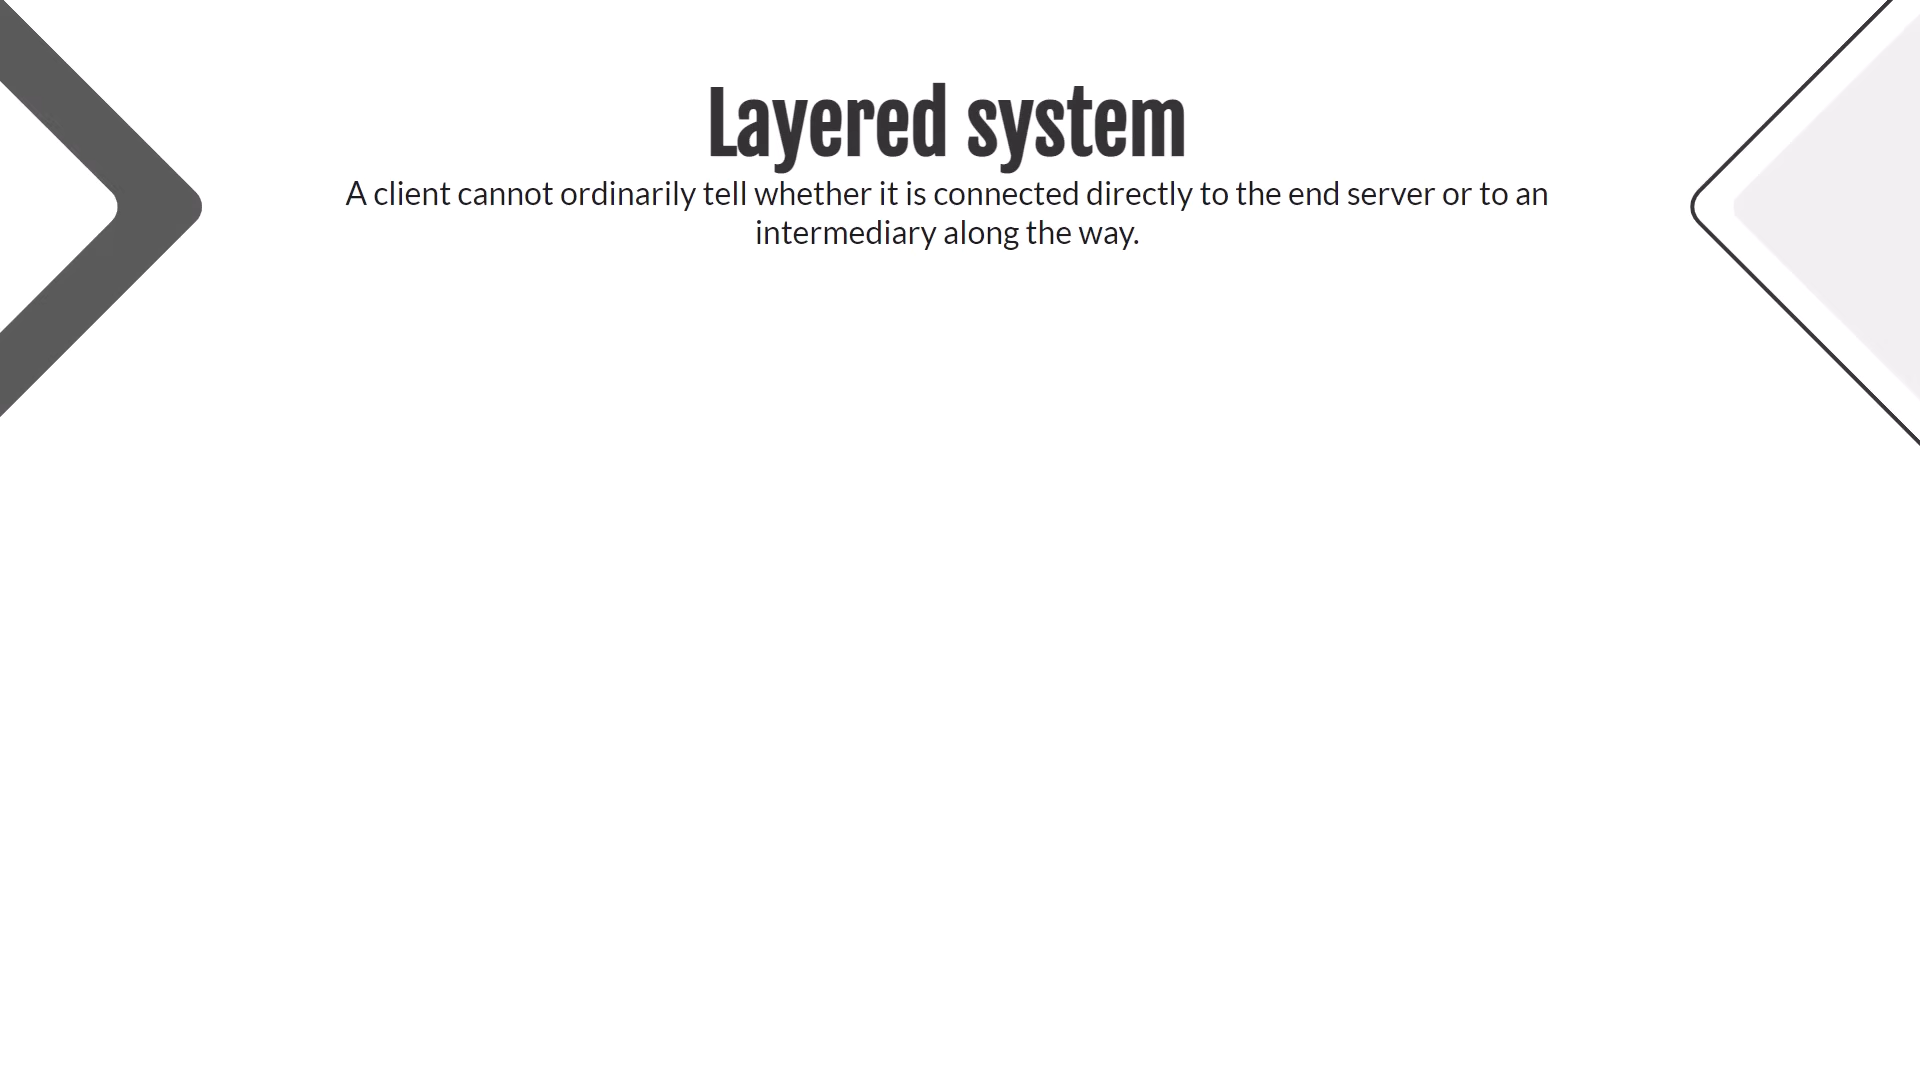 Layered system
A client cannot ordinarily tell whether it is connected directly to the end server or to an
intermediary along the way.